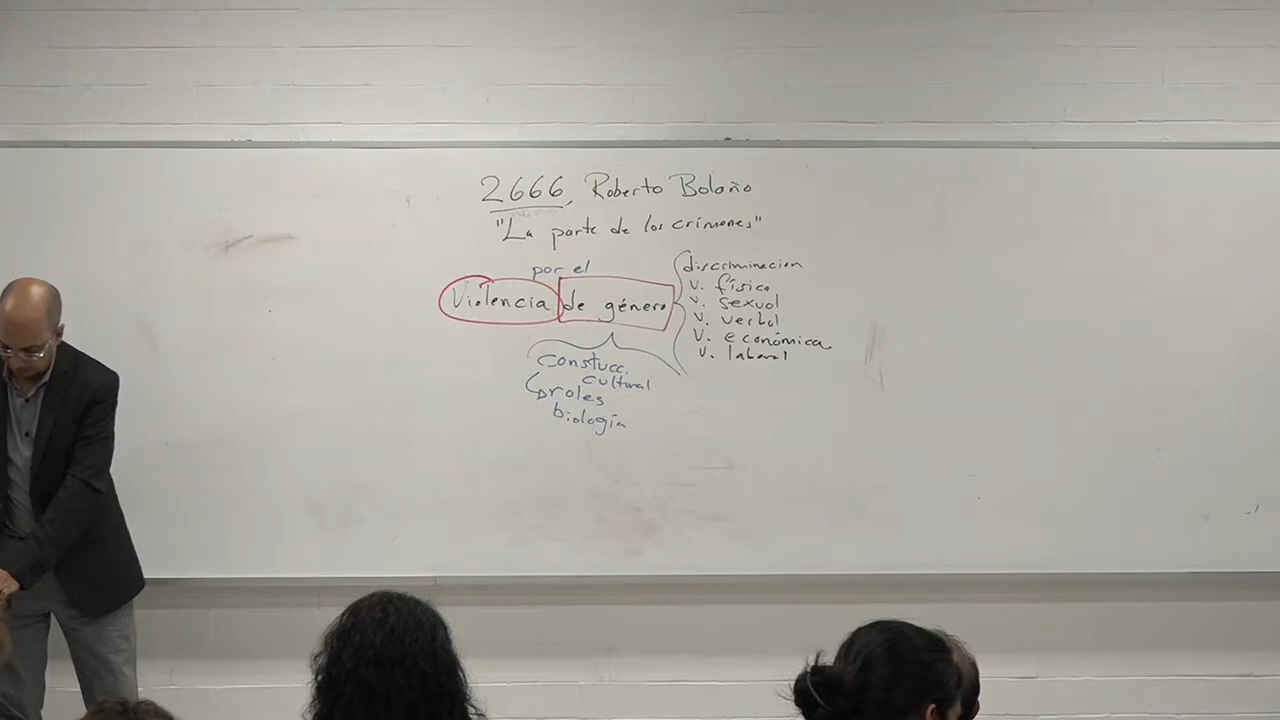 2666, Roberto Bolaño
"La parte de los crímenes"
por el
Violencia de género
discriminacion
v. física
v. sexual
v. verbal
v. económica
v. laboral
constucc.
cultural
roles
biología